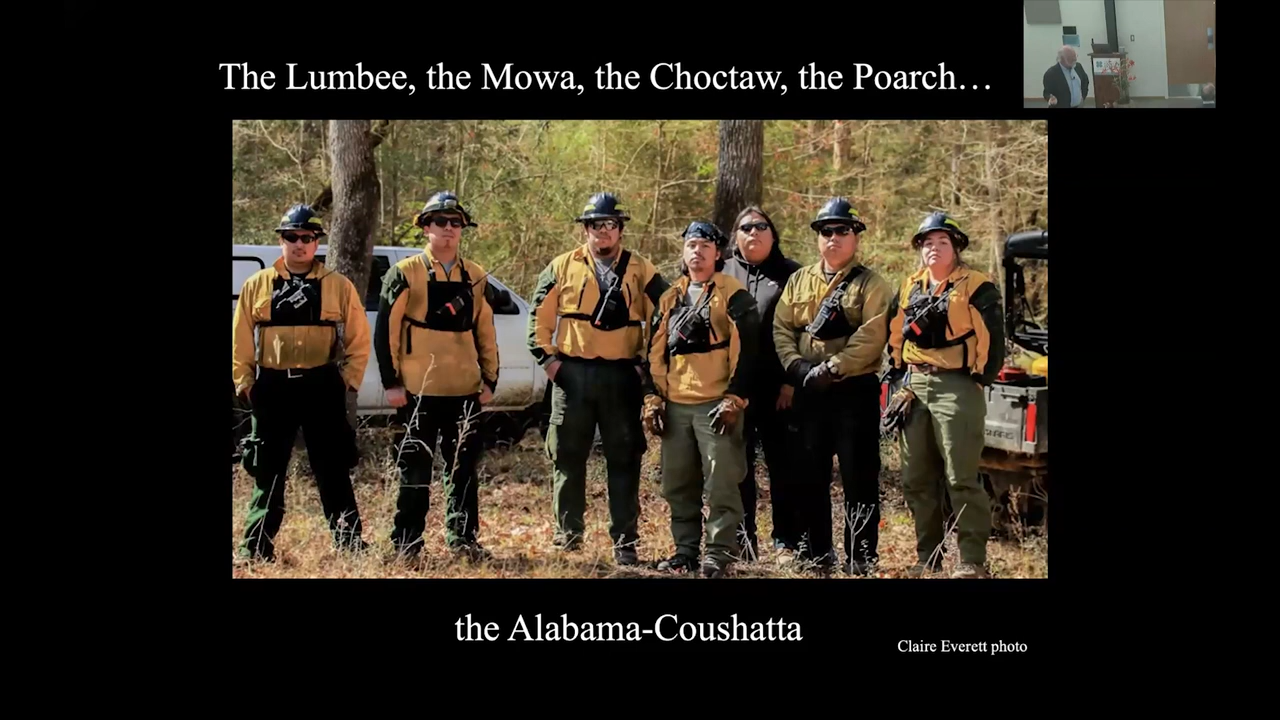 The Lumbee, the Mowa, the Choctaw, the Poarch…
the Alabama-Coushatta
Claire Everett photo